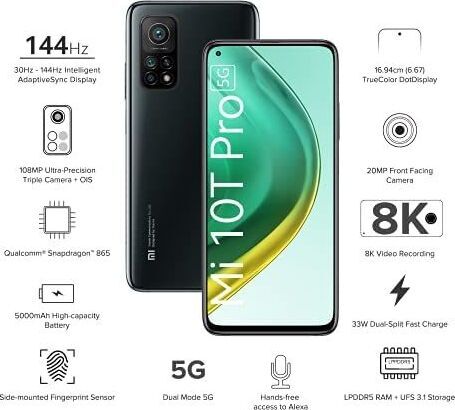 144Hz
30Hz - 144Hz Intelligent
AdaptiveSync Display
108MP Ultra-Precision
Triple Camera + OIS
Qualcomm® Snapdragon™ 865
5000mAh High-capacity
Battery
Side-mounted Fingerprint Sensor
mi
Mi 10T Pro 5G
16.94cm (6.67)
TrueColor DotDisplay
20MP Front Facing
Camera
8K
8K Video Recording
33W Dual-Split Fast Charge
5G
Dual Mode 5G
Hands-free
access to Alexa
LPDDR5
LPDDR5 RAM + UFS 3.1 Storage